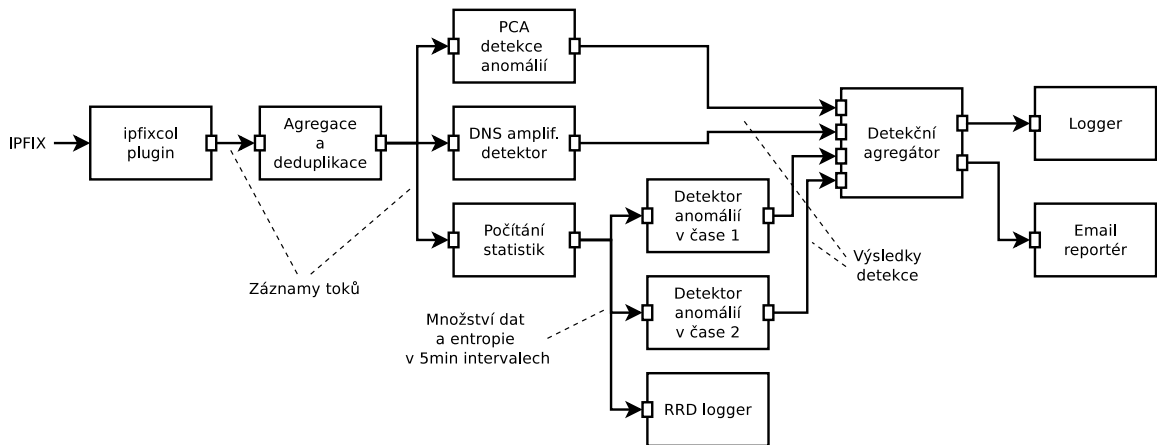 IPFIX
ipfixcol
plugin
Agregace
a
deduplikace
PCA
detekce
anomálií
DNS amplif.
detektor
Počítání
statistik
Záznamy toků
Množství dat
a entropie
v 5min intervalech
Detektor
anomálií
v čase 1
Detektor
anomálií
v čase 2
RRD logger
Výsledky
detekce
Detekční
agregátor
Logger
Email
reportér